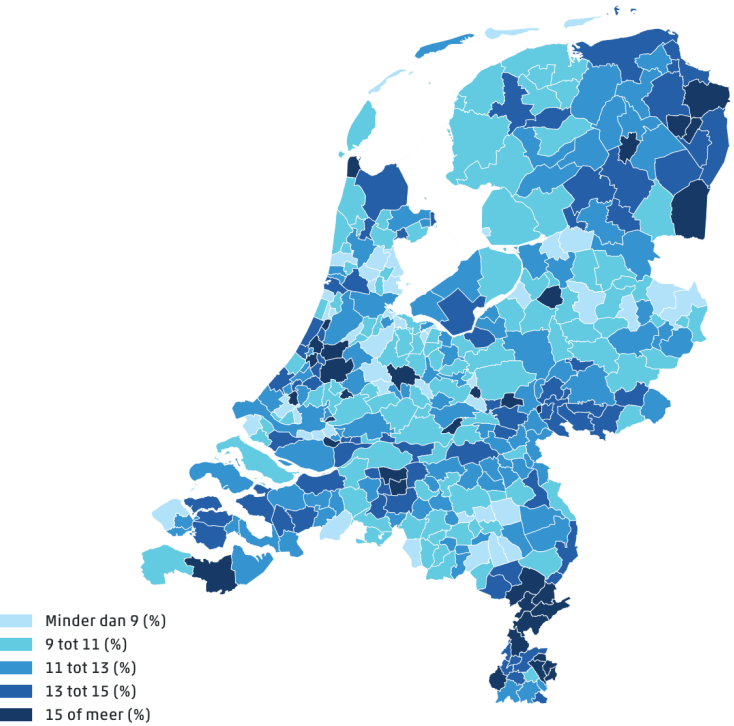 Minder dan 9 (%)
9 tot 11 (%)
11 tot 13 (%)
13 tot 15 (%)
15 of meer (%)